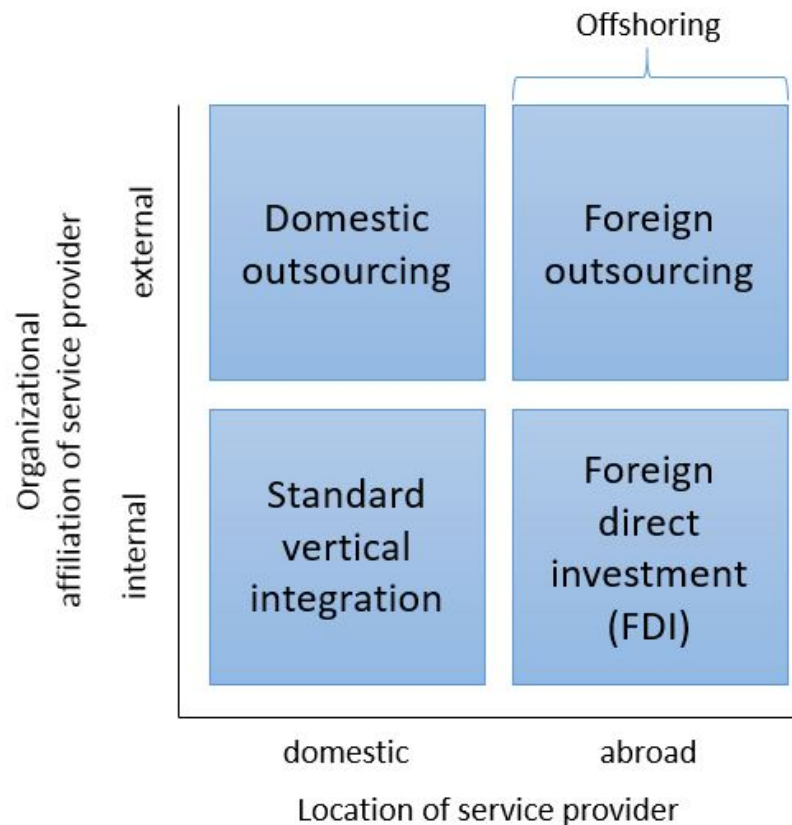 Offshoring
Organizational
affiliation of service provider
external
internal
Domestic
outsourcing
Foreign
outsourcing
Standard
vertical
integration
Foreign
direct
investment
(FDI)
domestic
abroad
Location of service provider